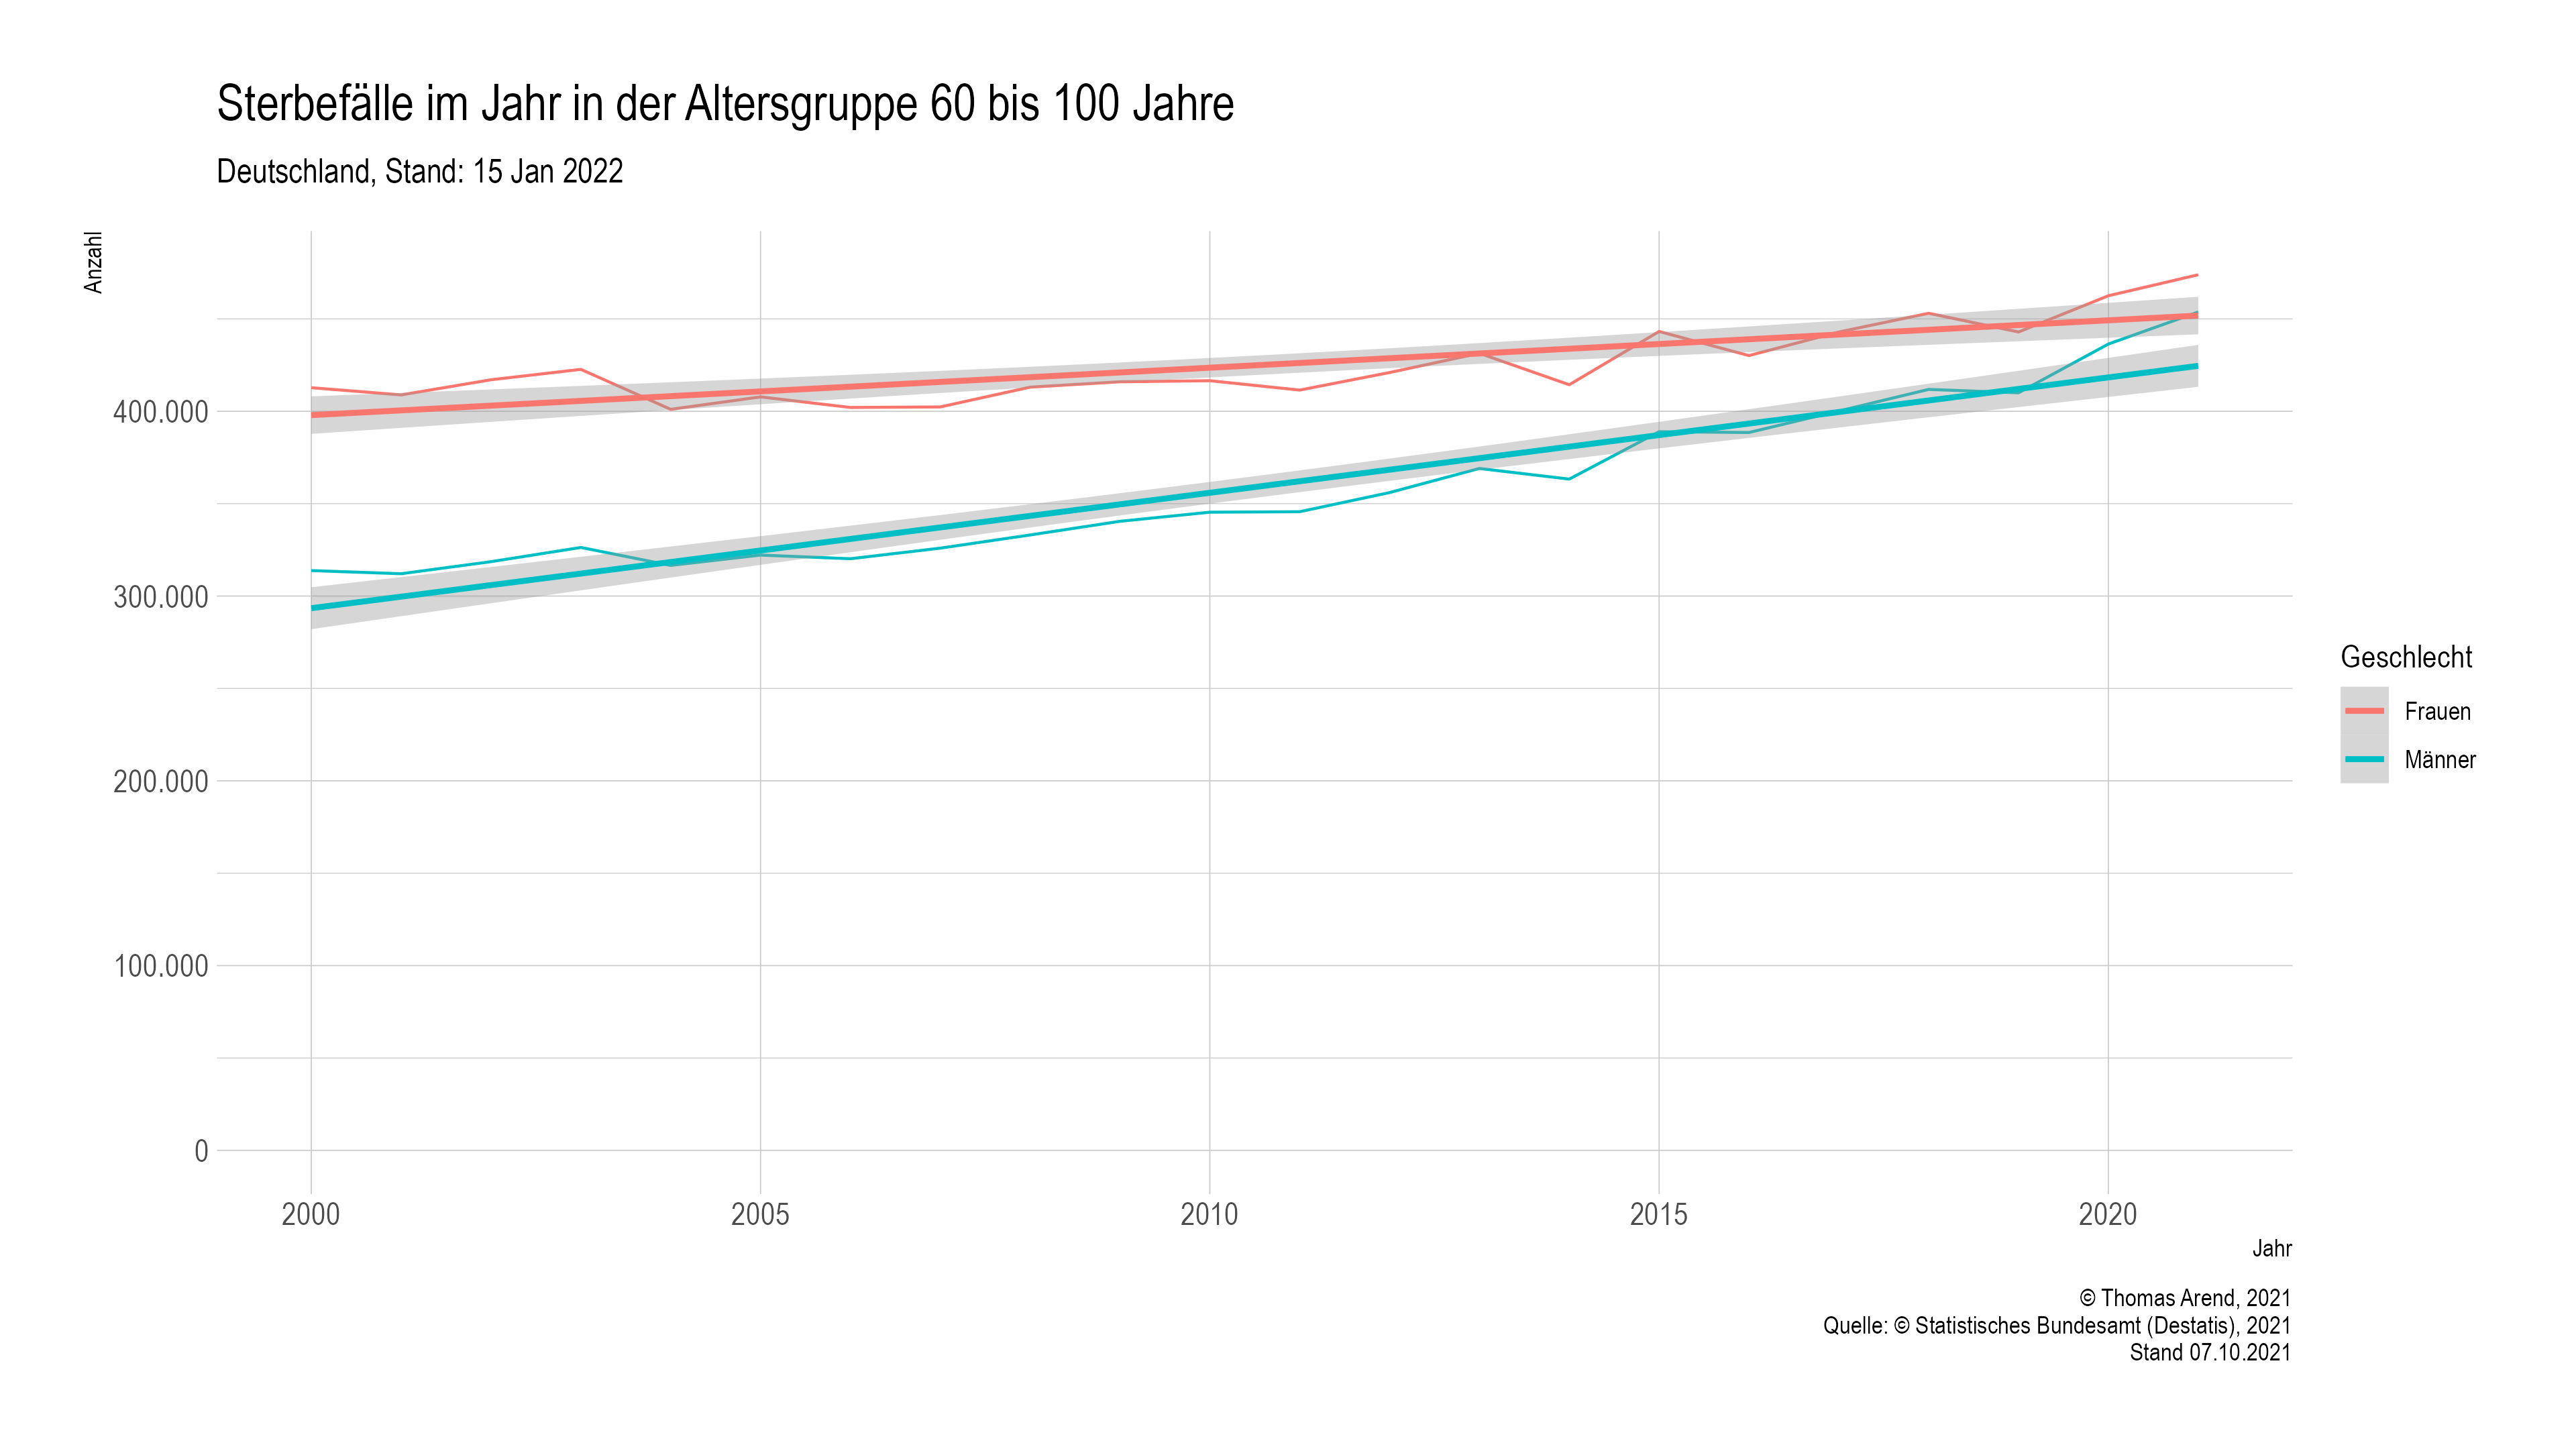 Sterbefälle im Jahr in der Altersgruppe 60 bis 100 Jahre
Deutschland, Stand: 15 Jan 2022
Anzahl
400.000
300.000
200.000
100.000
0
2000
2005
2010
2015
2020
Jahr
Geschlecht
Frauen
Männer
© Thomas Arend, 2021
Quelle: © Statistisches Bundesamt (Destatis), 2021
Stand 07.10.2021